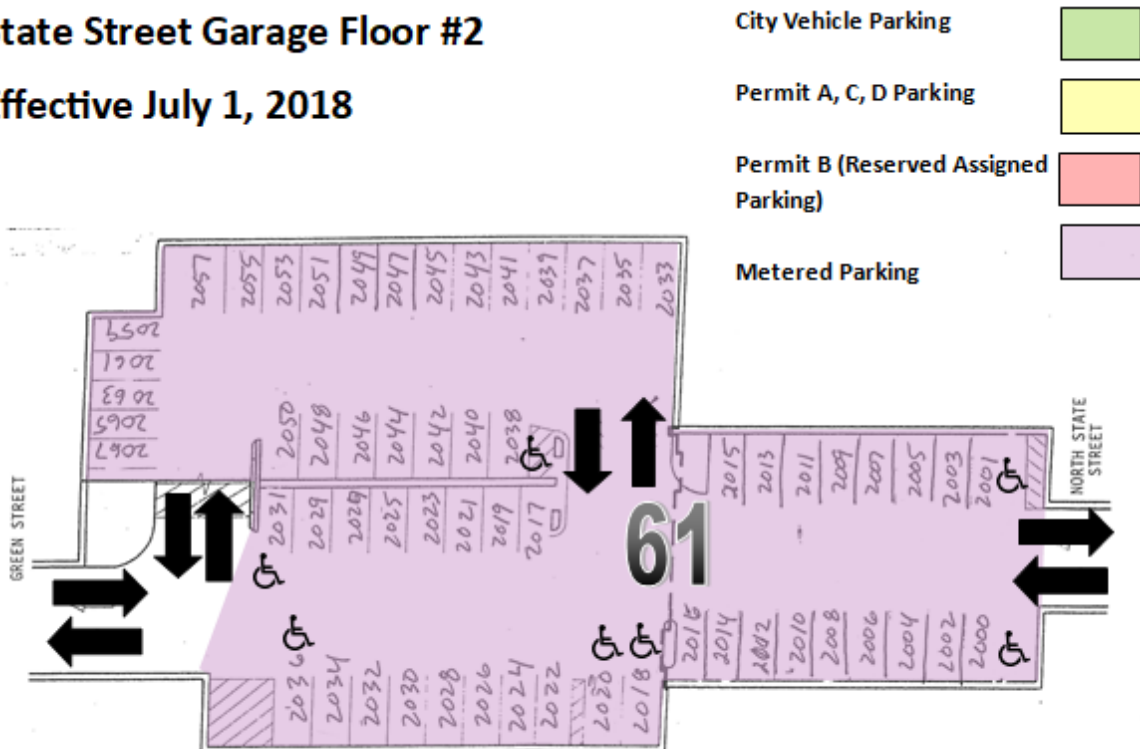 tate Street Garage Floor #2
ffective July 1, 2018
City Vehicle Parking
Permit A, C, D Parking
Permit B (Reserved Assigned
Parking)
Metered Parking
2057 2055 2053 2051 2049 2047 2045 2043 2041 2039 2037 2035 2033
2059
2061
2063
2065
2067
2050 2048 2046 2044 2042 2040 2038
2031 2029 2025 2023 2021 2019 2017
61
2015 2013 2011 2009 2007 2005 2003 2001
2016 2014 2012 2010 2008 2006 2004 2002 2000
2036 2034 2032 2030 2028 2026 2024 2022 2020 2018
GREEN STREET
NORTH STATE
STREET